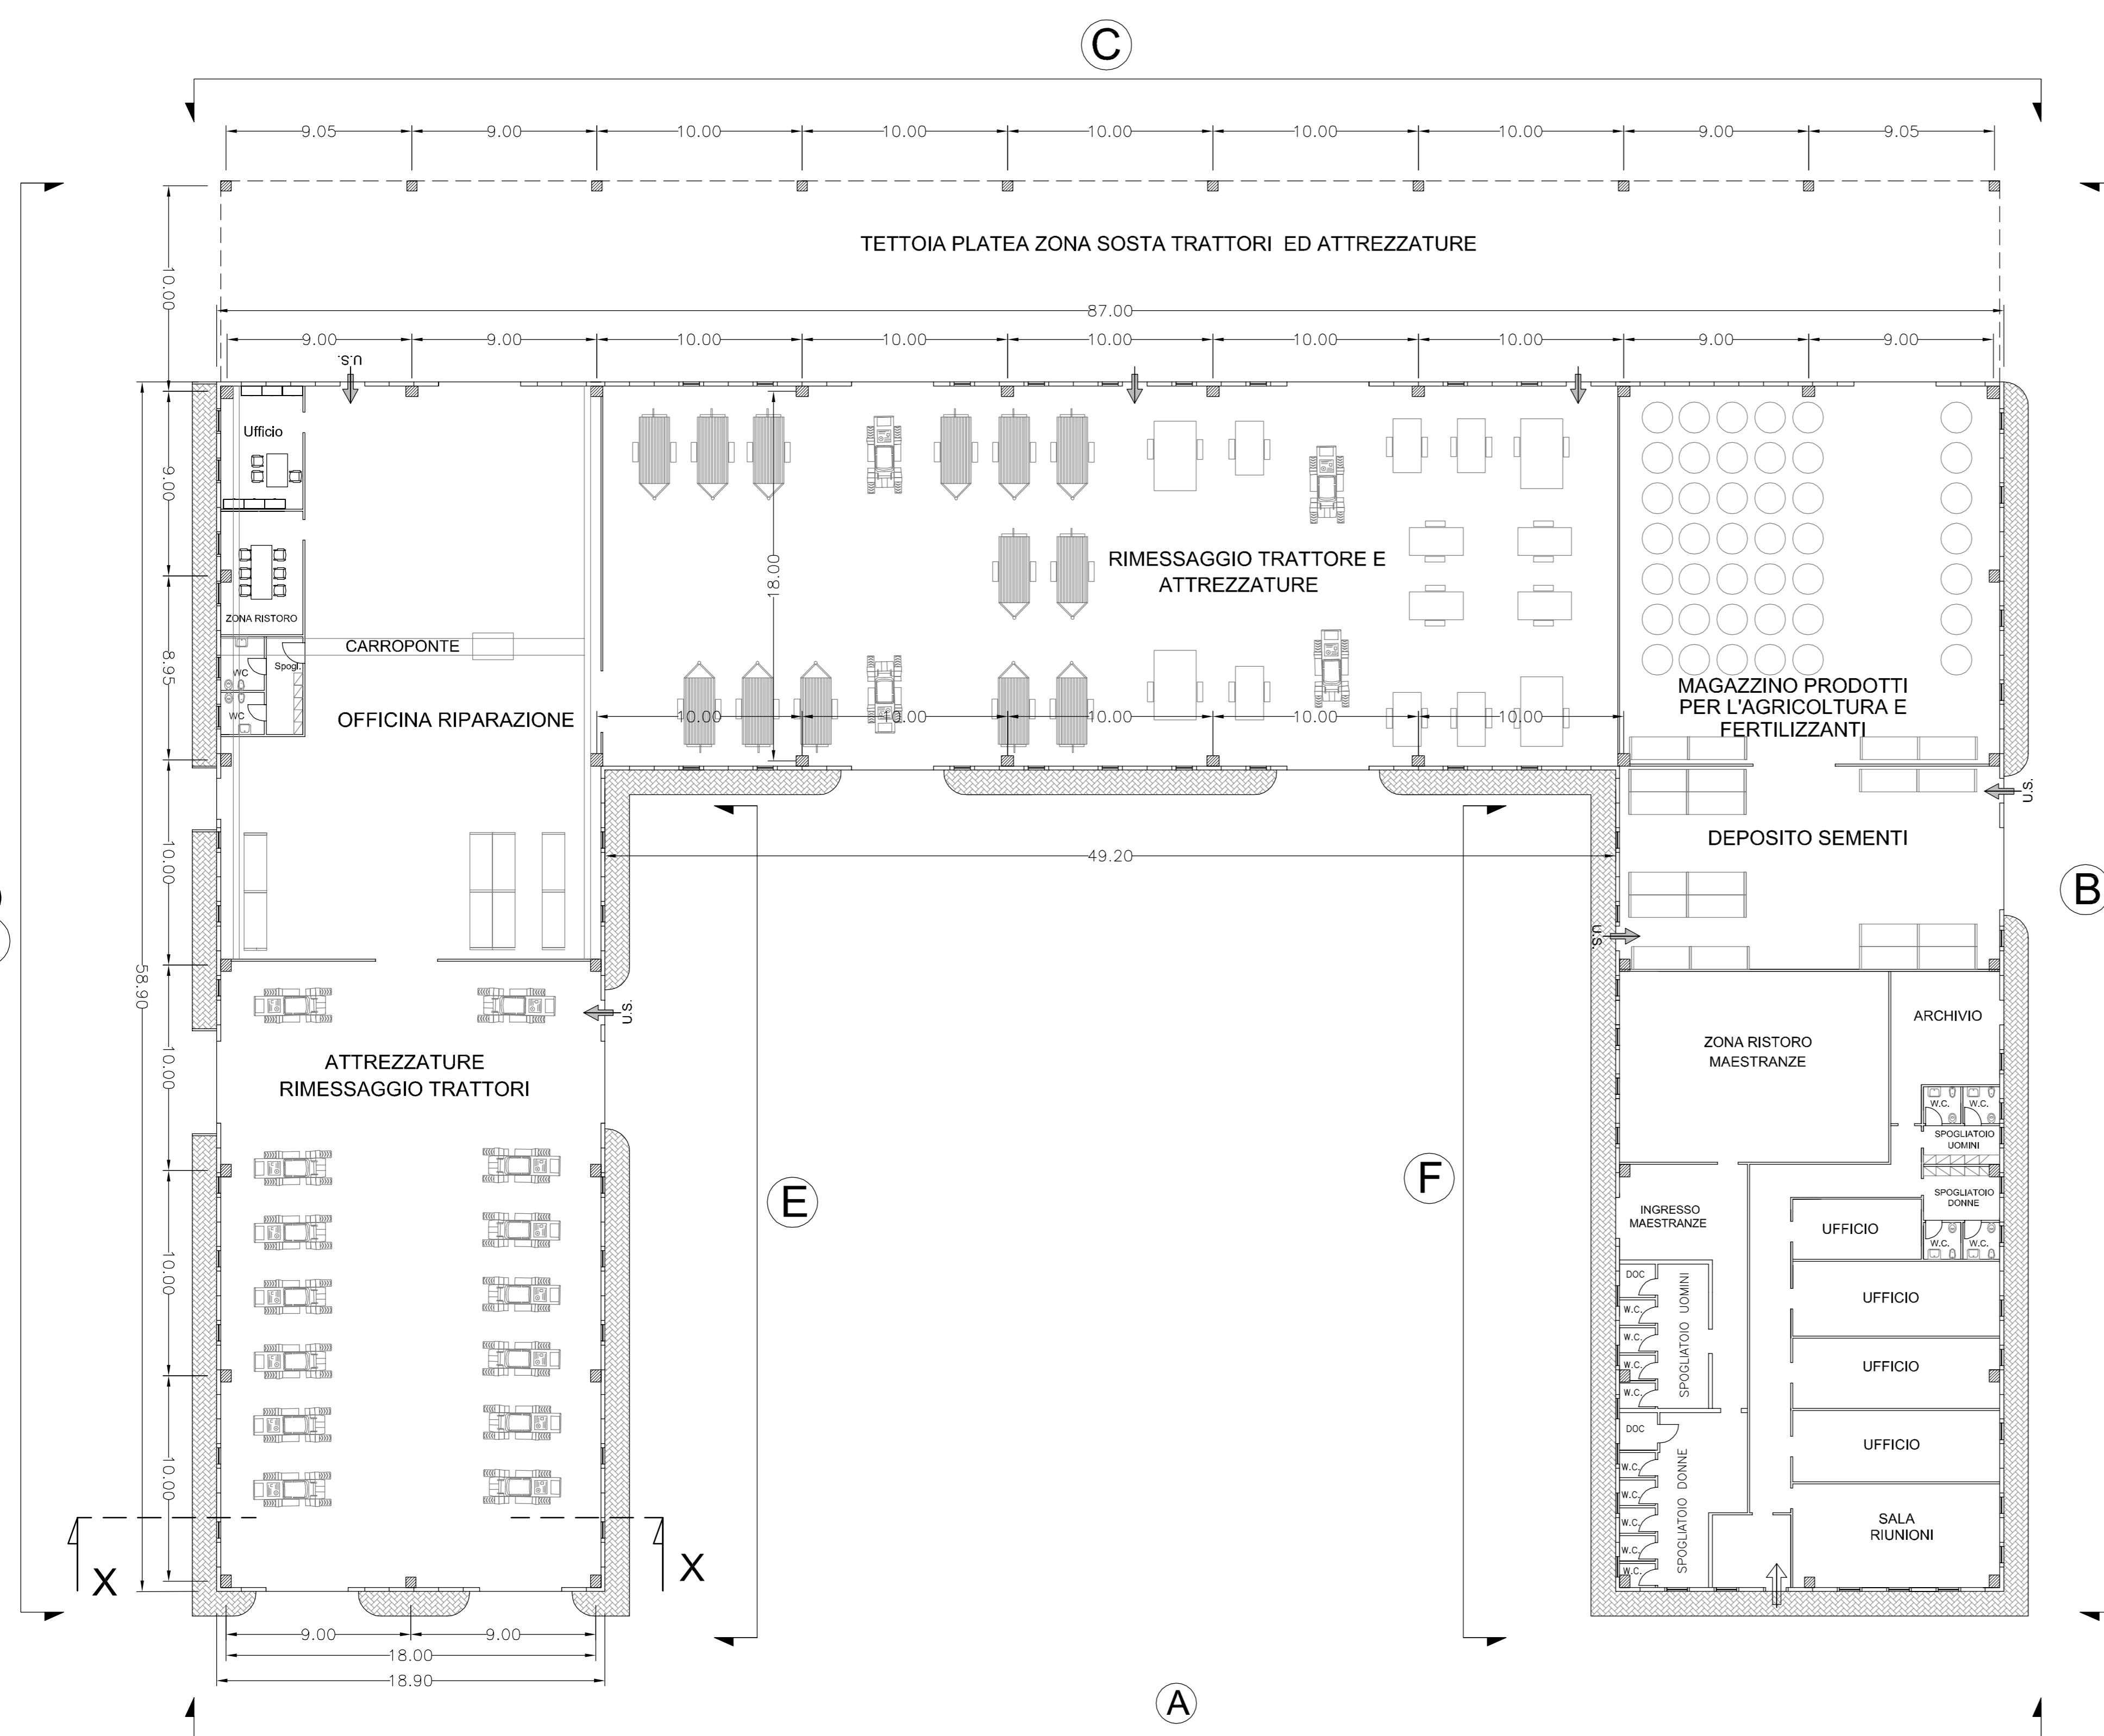 C
9.05 9.00 10.00 10.00 10.00 10.00 10.00 9.00 9.05
TETTOIA PLATEA ZONA SOSTA TRATTORI ED ATTREZZATURE
10.00
87.00
9.00 9.00 10.00 10.00 10.00 10.00 10.00 9.00 9.00
U.S.
Ufficio
9.00
18.00
RIMESSAGGIO TRATTORE E
ATTREZZATURE
ZONA RISTORO
CARROPONTE
8.95
WC
Spogl.
WC
OFFICINA RIPARAZIONE
10.00 10.00 10.00 10.00 10.00
MAGAZZINO PRODOTTI
PER L'AGRICOLTURA E
FERTILIZZANTI
U.S.
DEPOSITO SEMENTI
49.20
10.00
B
U.S.
58.90
U.S.
ATTREZZATURE
RIMESSAGGIO TRATTORI
10.00
ZONA RISTORO
MAESTRANZE
ARCHIVIO
W.C.
W.C.
SPOGLIATOIO
UOMINI
SPOGLIATOIO
DONNE
W.C.
W.C.
E
F
INGRESSO
MAESTRANZE
UFFICIO
10.00
DOC
W.C.
W.C.
W.C.
W.C.
SPOGLIATOIO UOMINI
UFFICIO
UFFICIO
DOC
W.C.
W.C.
W.C.
W.C.
W.C.
SPOGLIATOIO DONNE
UFFICIO
10.00
SALA
RIUNIONI
X
X
9.00 9.00
18.00
18.90
A